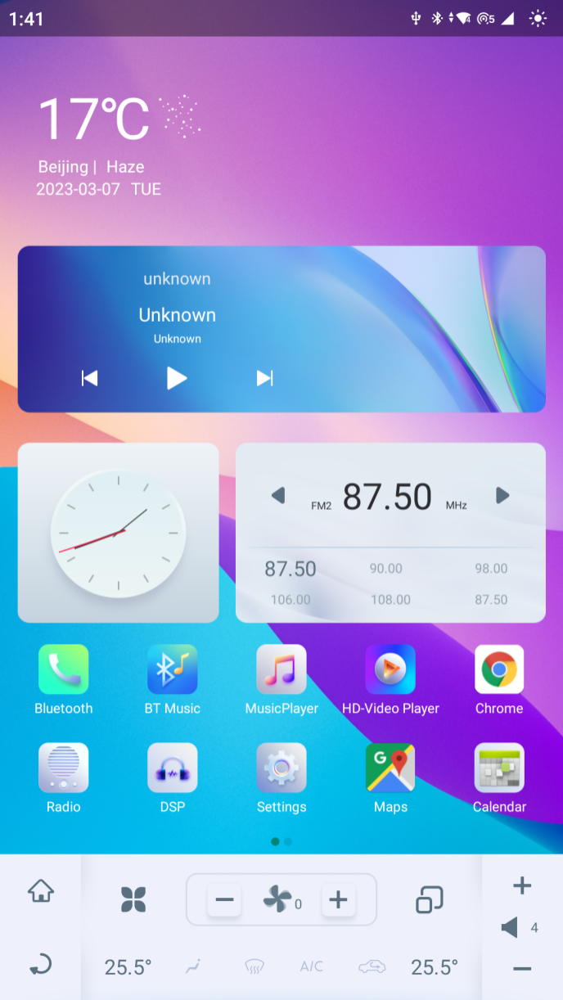 1:41
4 5
17°C
Beijing | Haze
2023-03-07 TUE
unknown
Unknown
Unknown
FM2 87.50 MHz
87.50 90.00 98.00
106.00 108.00 87.50
Bluetooth BT Music MusicPlayer HD-Video Player Chrome
G
Radio DSP Settings Maps Calendar
0
4
25.5° A/C 25.5°